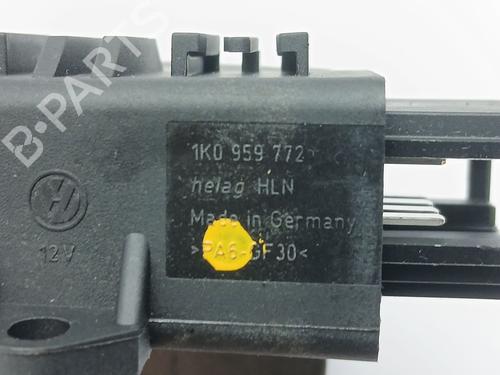 B-PARTS
1K0 959 772
helag HLN
Made in Germany
>PA6-GF30<
12V